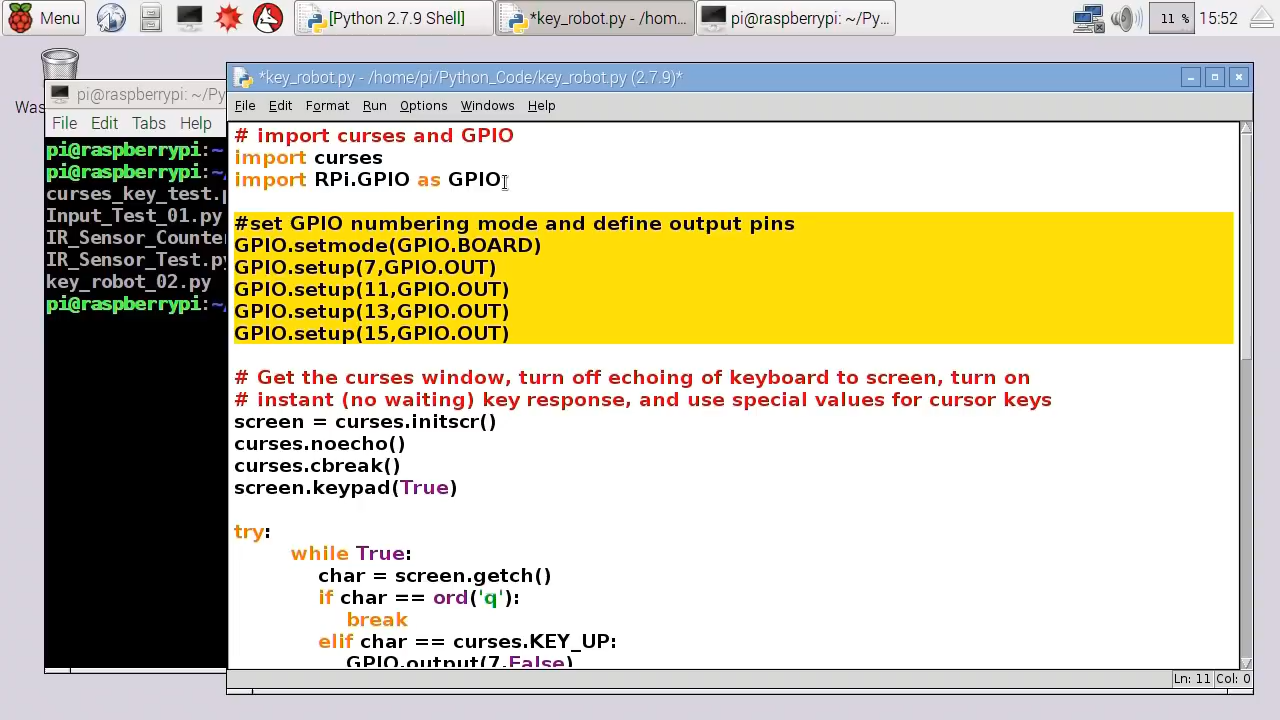 Menu
[Python 2.7.9 Shell]
*key_robot.py - /hom...
pi@raspberrypi: ~/Py...
11 %
15:52
Was
pi@raspberrypi: ~/Py
File Edit Tabs Help
pi@raspberrypi:~
pi@raspberrypi:~/
curses_key_test.p
Input_Test_01.py
IR_Sensor_Counte
IR_Sensor_Test.py
key_robot_02.py
pi@raspberrypi:~/
*key_robot.py - /home/pi/Python_Code/key_robot.py (2.7.9)*
File Edit Format Run Options Windows Help
# import curses and GPIO
import curses
import RPi.GPIO as GPIO
#set GPIO numbering mode and define output pins
GPIO.setmode(GPIO.BOARD)
GPIO.setup(7,GPIO.OUT)
GPIO.setup(11,GPIO.OUT)
GPIO.setup(13,GPIO.OUT)
GPIO.setup(15,GPIO.OUT)
# Get the curses window, turn off echoing of keyboard to screen, turn on
# instant (no waiting) key response, and use special values for cursor keys
screen = curses.initscr()
curses.noecho()
curses.cbreak()
screen.keypad(True)
try:
while True:
char = screen.getch()
if char == ord('q'):
break
elif char == curses.KEY_UP:
GPIO.output(7,False)
Ln: 11 Col: 0